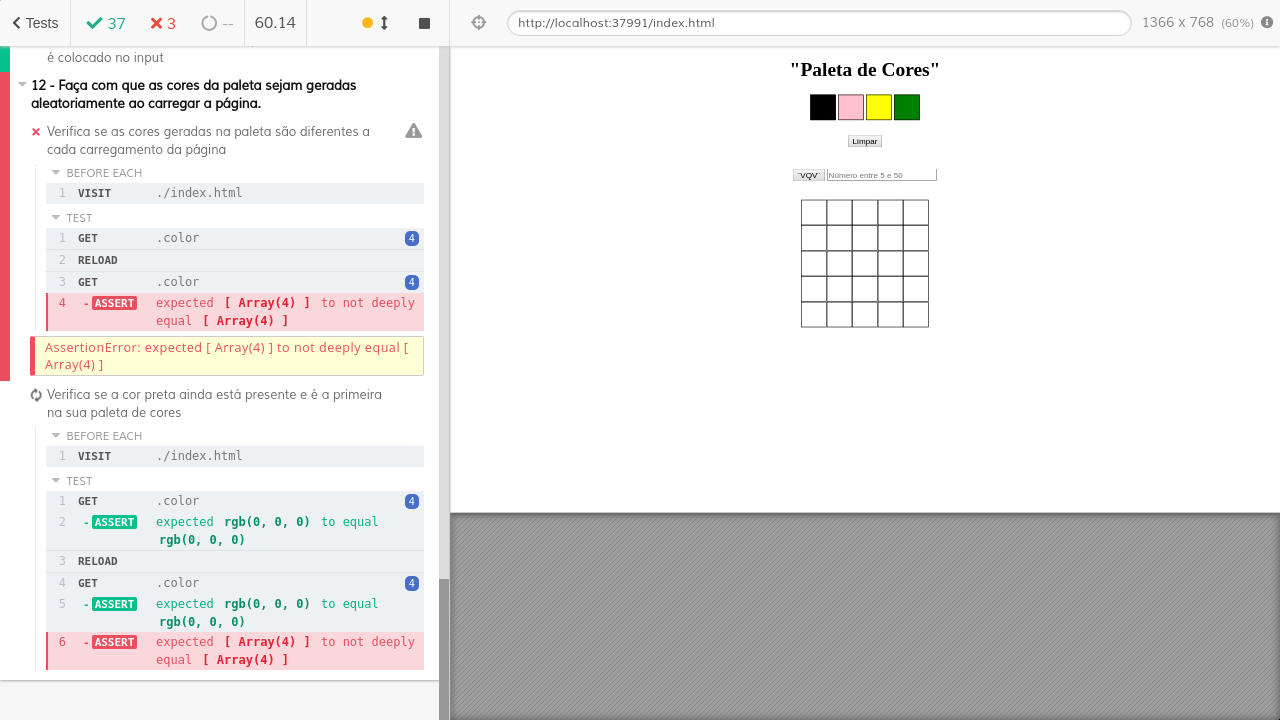 Tests
37
3
--
60.14
é colocado no input
12 - Faça com que as cores da paleta sejam geradas
aleatoriamente ao carregar a página.
Verifica se as cores geradas na paleta são diferentes a
cada carregamento da página
BEFORE EACH
1 VISIT ./index.html
TEST
1 GET .color 4
2 RELOAD
3 GET .color 4
4 -ASSERT expected [ Array(4) ] to not deeply
equal [ Array(4) ]
AssertionError: expected [ Array(4) ] to not deeply equal [
Array(4) ]
Verifica se a cor preta ainda está presente e é a primeira
na sua paleta de cores
BEFORE EACH
1 VISIT ./index.html
TEST
1 GET .color 4
2 -ASSERT expected rgb(0, 0, 0) to equal
rgb(0, 0, 0)
3 RELOAD
4 GET .color 4
5 -ASSERT expected rgb(0, 0, 0) to equal
rgb(0, 0, 0)
6 -ASSERT expected [ Array(4) ] to not deeply
equal [ Array(4) ]
http://localhost:37991/index.html
1366 x 768 (60%)
"Paleta de Cores"
Limpar
"VQV" Número entre 5 e 50